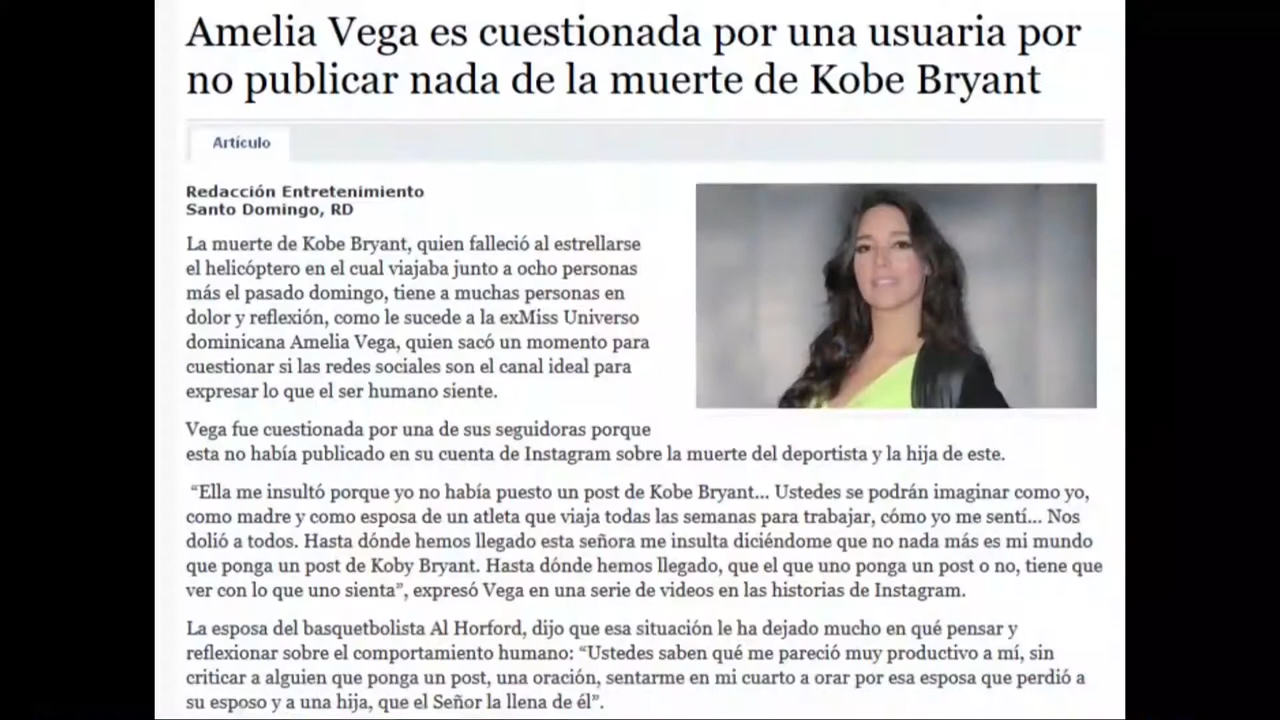 Amelia Vega es cuestionada por una usuaria por
no publicar nada de la muerte de Kobe Bryant
Artículo
Redacción Entretenimiento
Santo Domingo, RD
La muerte de Kobe Bryant, quien falleció al estrellarse
el helicóptero en el cual viajaba junto a ocho personas
más el pasado domingo, tiene a muchas personas en
dolor y reflexión, como le sucede a la exMiss Universo
dominicana Amelia Vega, quien sacó un momento para
cuestionar si las redes sociales son el canal ideal para
expresar lo que el ser humano siente.
Vega fue cuestionada por una de sus seguidoras porque
esta no había publicado en su cuenta de Instagram sobre la muerte del deportista y la hija de este.
“Ella me insultó porque yo no había puesto un post de Kobe Bryant... Ustedes se podrán imaginar como yo,
como madre y como esposa de un atleta que viaja todas las semanas para trabajar, cómo yo me sentí... Nos
dolió a todos. Hasta dónde hemos llegado esta señora me insulta diciéndome que no nada más es mi mundo
que ponga un post de Koby Bryant. Hasta dónde hemos llegado, que el que uno ponga un post o no, tiene que
ver con lo que uno sienta”, expresó Vega en una serie de videos en las historias de Instagram.
La esposa del basquetbolista Al Horford, dijo que esa situación le ha dejado mucho en qué pensar y
reflexionar sobre el comportamiento humano: “Ustedes saben qué me pareció muy productivo a mí, sin
criticar a alguien que ponga un post, una oración, sentarme en mi cuarto a orar por esa esposa que perdió a
su esposo y a una hija, que el Señor la llena de él”.